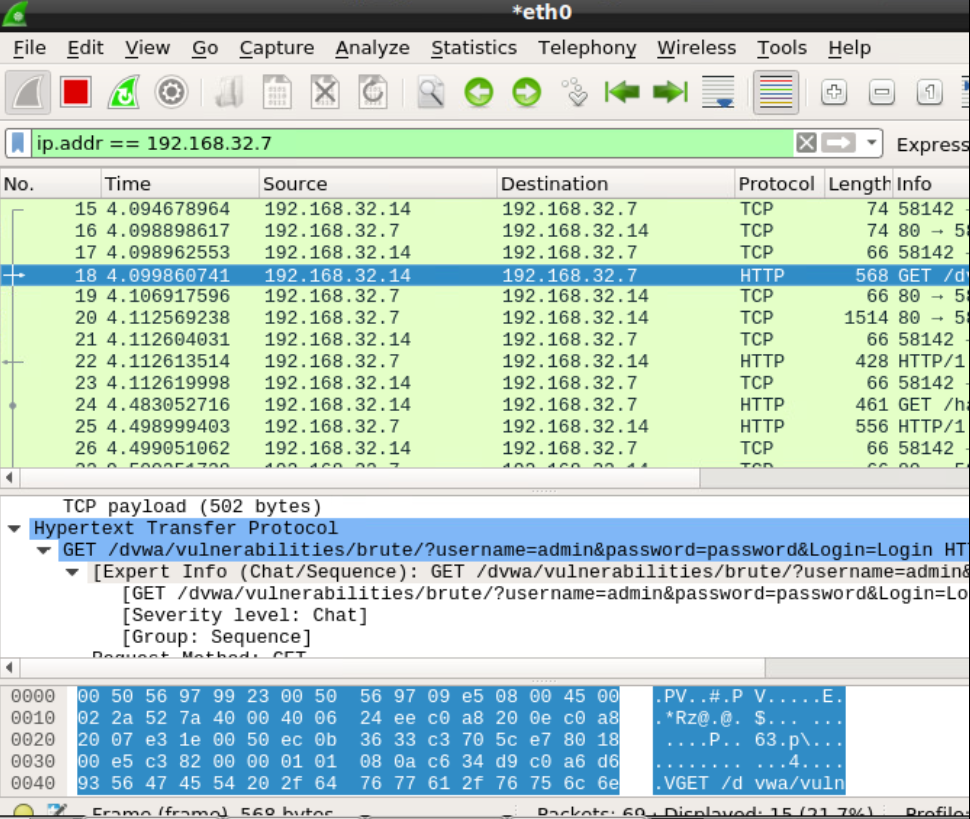 *eth0
File Edit View Go Capture Analyze Statistics Telephony Wireless Tools Help
ip.addr == 192.168.32.7 Express
No. Time Source Destination Protocol Length Info
15 4.094678964 192.168.32.14 192.168.32.7 TCP 74 58142
16 4.098898617 192.168.32.7 192.168.32.14 TCP 74 80 → 58
17 4.098962553 192.168.32.14 192.168.32.7 TCP 66 58142
18 4.099860741 192.168.32.14 192.168.32.7 HTTP 568 GET /dv
19 4.106917596 192.168.32.7 192.168.32.14 TCP 66 80 → 58
20 4.112569238 192.168.32.7 192.168.32.14 TCP 1514 80 → 58
21 4.112604031 192.168.32.14 192.168.32.7 TCP 66 58142
22 4.112613514 192.168.32.7 192.168.32.14 HTTP 428 HTTP/1
23 4.112619998 192.168.32.14 192.168.32.7 TCP 66 58142
24 4.483052716 192.168.32.14 192.168.32.7 HTTP 461 GET /ha
25 4.498999403 192.168.32.7 192.168.32.14 HTTP 556 HTTP/1
26 4.499051062 192.168.32.14 192.168.32.7 TCP 66 58142
TCP payload (502 bytes)
Hypertext Transfer Protocol
GET /dvwa/vulnerabilities/brute/?username=admin&password=password&Login=Login HT
[Expert Info (Chat/Sequence): GET /dvwa/vulnerabilities/brute/?username=admin&
[GET /dvwa/vulnerabilities/brute/?username=admin&password=password&Login=Lo
[Severity level: Chat]
[Group: Sequence]
Request Method: GET
0000 00 50 56 97 99 23 00 50 56 97 09 e5 08 00 45 00 .PV..#.P V.....E.
0010 02 2a 52 7a 40 00 40 06 24 ee c0 a8 20 0e c0 a8 .*Rz@.@. $... ...
0020 20 07 e3 1e 00 50 ec 0b 36 33 c3 70 5c e7 80 18 ....P.. 63.p\...
0030 00 e5 c3 82 00 00 01 01 08 0a c6 34 d9 c0 a6 d6 ........ ...4....
0040 93 56 47 45 54 20 2f 64 76 77 61 2f 76 75 6c 6e .VGET /d vwa/vuln
Frame (frame), 568 bytes Packets: 69 · Displayed: 15 (21.7%) Profile